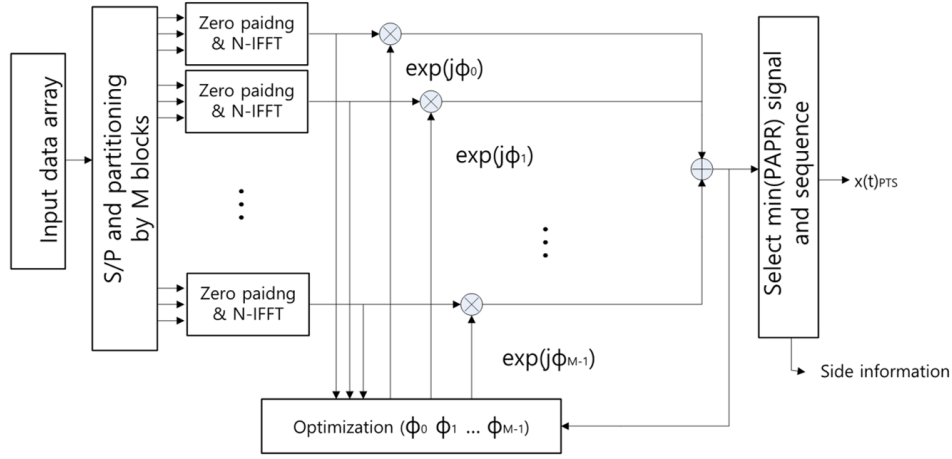 Input data array
S/P and partitioning
by M blocks
Zero paidng
& N-IFFT
Zero paidng
& N-IFFT
Zero paidng
& N-IFFT
exp(jϕ0)
exp(jϕ1)
exp(jϕM-1)
Optimization (ϕ0 ϕ1 ... ϕM-1)
Select min(PAPR) signal
and sequence
x(t)PTS
Side information